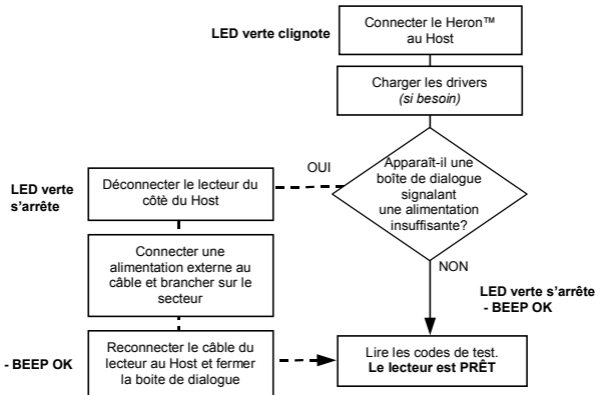 LED verte clignote
Connecter le Heron™
au Host
Charger les drivers
(si besoin)
Apparaît-il une
boîte de dialogue
signalant
une alimentation
insuffisante?
OUI
LED verte
s'arrête
Déconnecter le lecteur du
côtè du Host
Connecter une
alimentation externe au
câble et brancher sur le
secteur
NON
LED verte s'arrête
- BEEP OK
- BEEP OK
Reconnecter le câble du
lecteur au Host et fermer
la boite de dialogue
Lire les codes de test.
Le lecteur est PRÊT